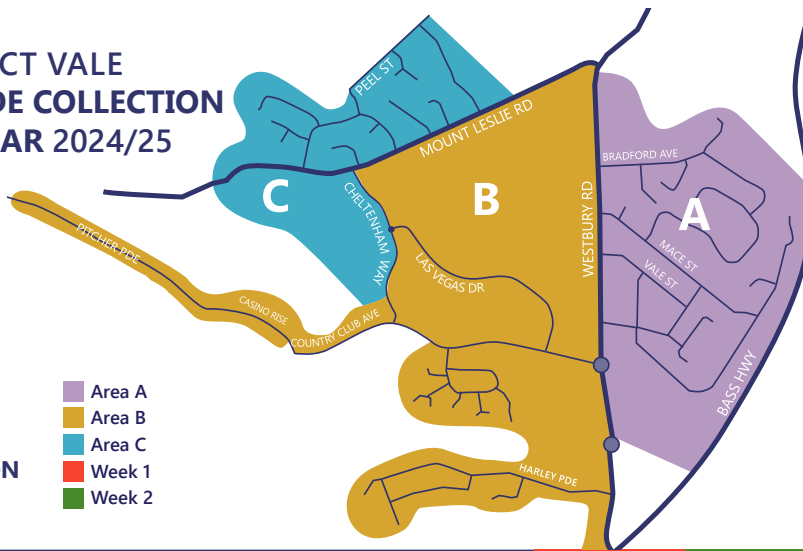 CT VALE
DE COLLECTION
AR 2024/25
PEEL ST
MOUNT LESLIE RD
C
CHELTENHAM WAY
B
WESTBURY RD
BRADFORD AVE
A
MACE ST
VALE ST
PITCHER PDE
CASINO RISE
COUNTRY CLUB AVE
LAS VEGAS DR
BASS HWY
HARLEY PDE
Area A
Area B
Area C
Week 1
Week 2
ON